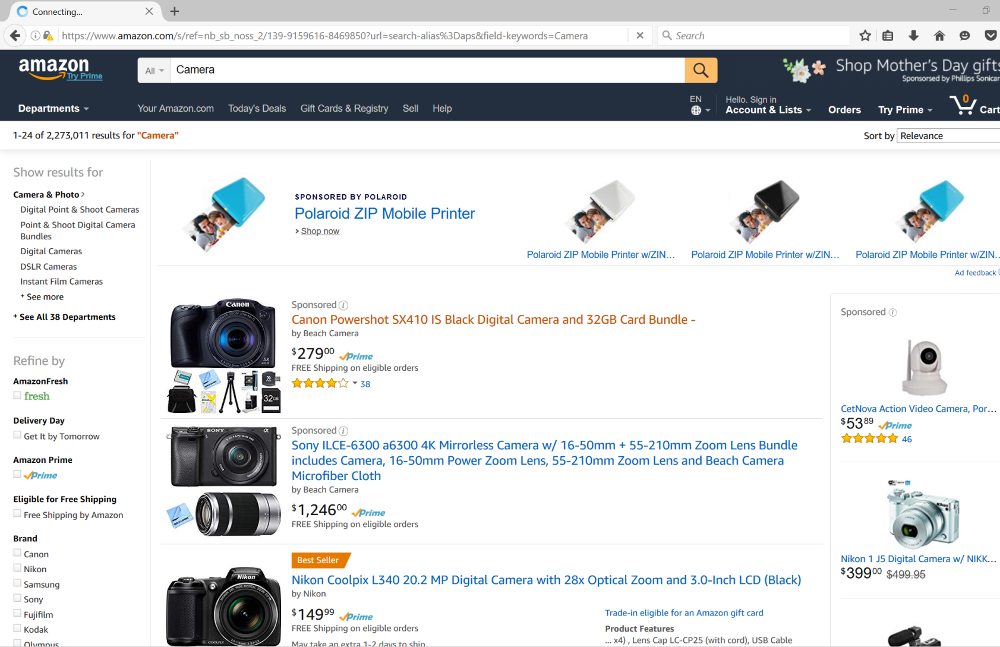 Connecting...
https://www.amazon.com/s/ref=nb_sb_noss_2/139-9159616-8469850?url=search-alias%3Daps&field-keywords=Camera
Search
amazon
Try Prime
All
Camera
Shop Mother's Day gifts
Sponsorsed by Phillips Sonicar
Departments
Your Amazon.com
Today's Deals
Gift Cards & Registry
Sell
Help
EN
Hello. Sign in
Account & Lists
Orders
Try Prime
0
Cart
1-24 of 2,273,011 results for "Camera"
Sort by Relevance
Show results for
Camera & Photo
Digital Point & Shoot Cameras
Point & Shoot Digital Camera
Bundles
Digital Cameras
DSLR Cameras
Instant Film Cameras
+ See more
+ See All 38 Departments
Refine by
AmazonFresh
fresh
Delivery Day
Get It by Tomorrow
Amazon Prime
Prime
Eligible for Free Shipping
Free Shipping by Amazon
Brand
Canon
Nikon
Samsung
Sony
Fujifilm
Kodak
Olympus
SPONSORED BY POLAROID
Polaroid ZIP Mobile Printer
› Shop now
Polaroid ZIP Mobile Printer w/ZIN…
Polaroid ZIP Mobile Printer w/ZIN…
Polaroid ZIP Mobile Printer w/ZIN…
Ad feedback
Canon
SX
32GB
Sponsored
Canon Powershot SX410 IS Black Digital Camera and 32GB Card Bundle -
by Beach Camera
$279 00 Prime
FREE Shipping on eligible orders
38
SONY
α
Sponsored
Sony ILCE-6300 a6300 4K Mirrorless Camera w/ 16-50mm + 55-210mm Zoom Lens Bundle
includes Camera, 16-50mm Power Zoom Lens, 55-210mm Zoom Lens and Beach Camera
Microfiber Cloth
by Beach Camera
$1,246 00 Prime
FREE Shipping on eligible orders
Best Seller
Nikon
COOLPIX
Nikon Coolpix L340 20.2 MP Digital Camera with 28x Optical Zoom and 3.0-Inch LCD (Black)
by Nikon
$149 99 Prime
FREE Shipping on eligible orders
May take an extra 1-2 days to ship
Trade-in eligible for an Amazon gift card
Product Features
... x4) , Lens Cap LC-CP25 (with cord), USB Cable
Sponsored
CetNova Action Video Camera, Por...
$53 89 Prime
46
Nikon
Nikon 1 J5 Digital Camera w/ NIKK...
$399 00 $499.95